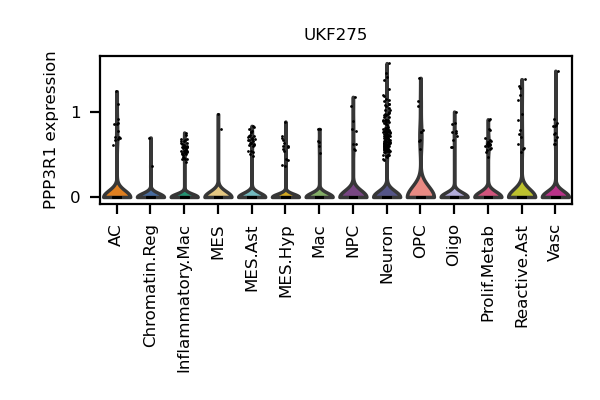 UKF275
PPP3R1 expression
1
0
AC
Chromatin.Reg
Inflammatory.Mac
MES
MES.Ast
MES.Hyp
Mac
NPC
Neuron
OPC
Oligo
Prolif.Metab
Reactive.Ast
Vasc